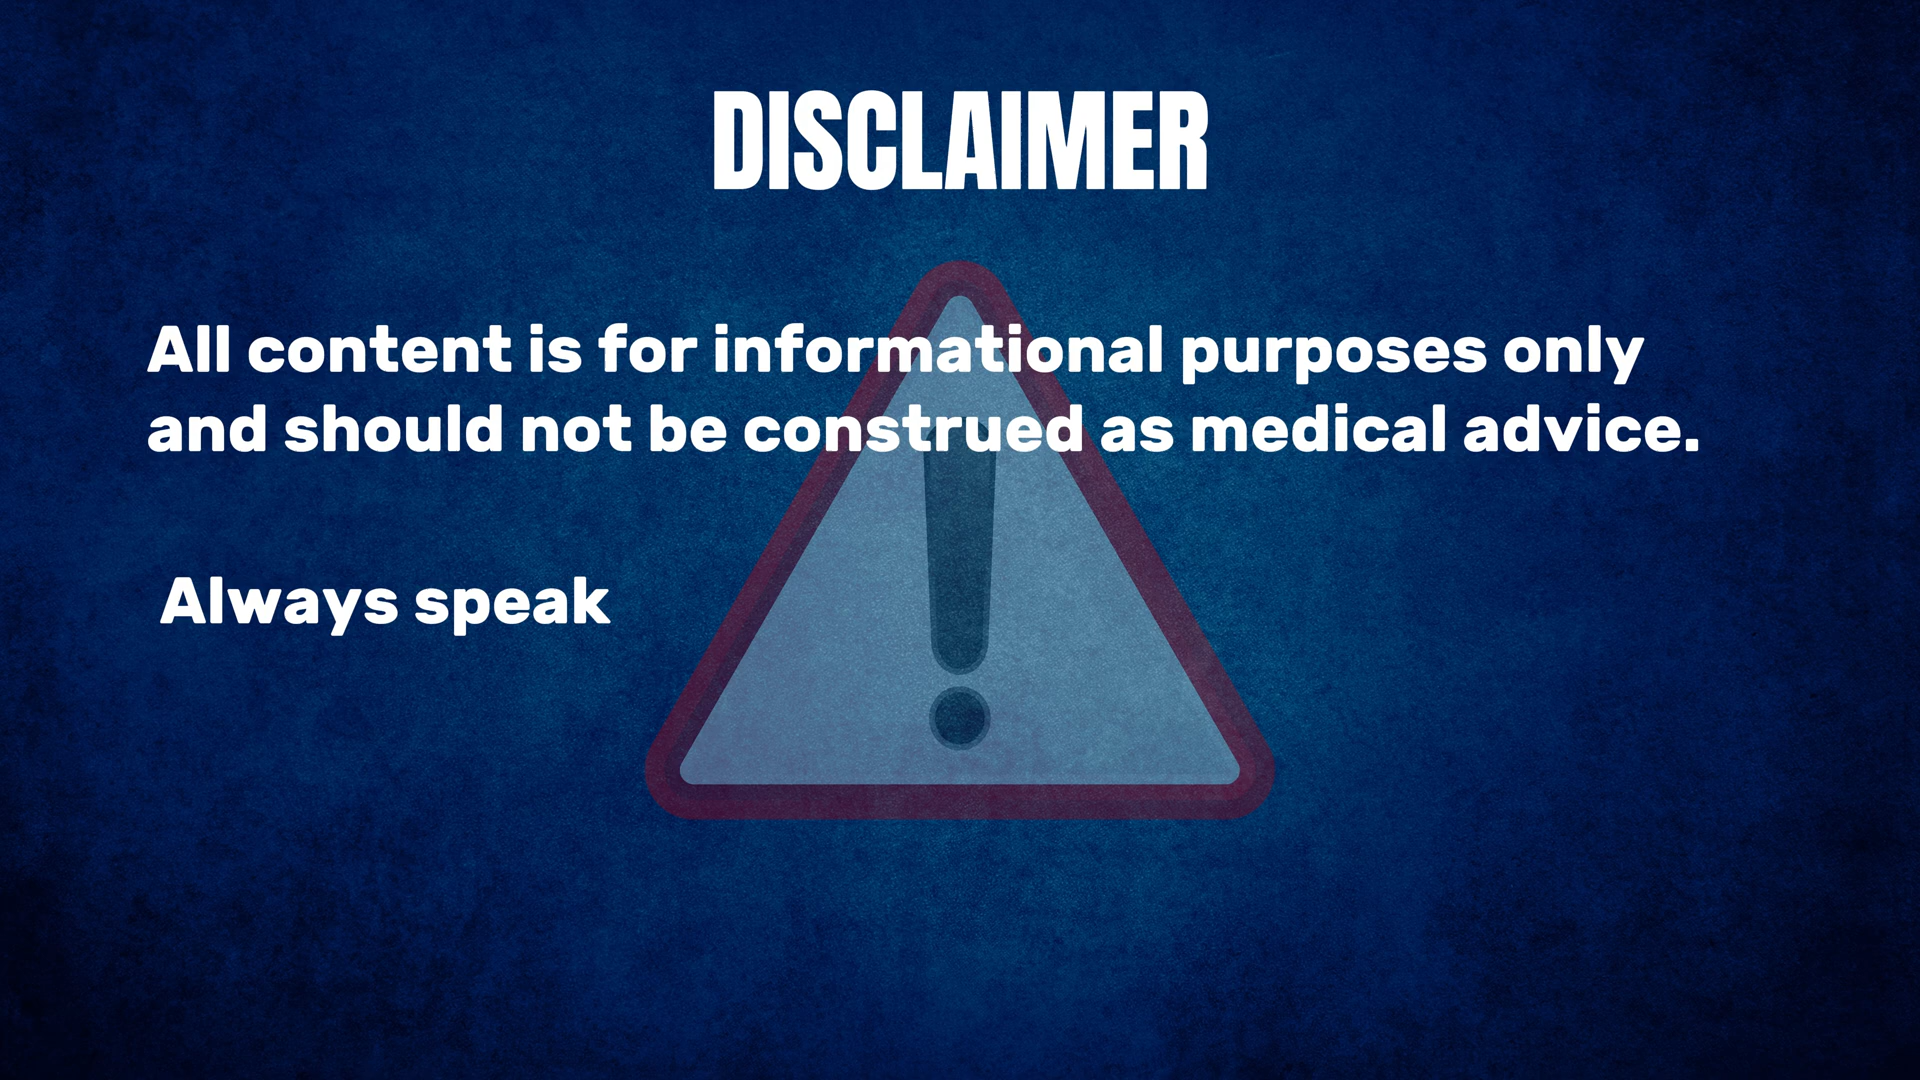 DISCLAIMER
All content is for informational purposes only
and should not be construed as medical advice.
Always speak